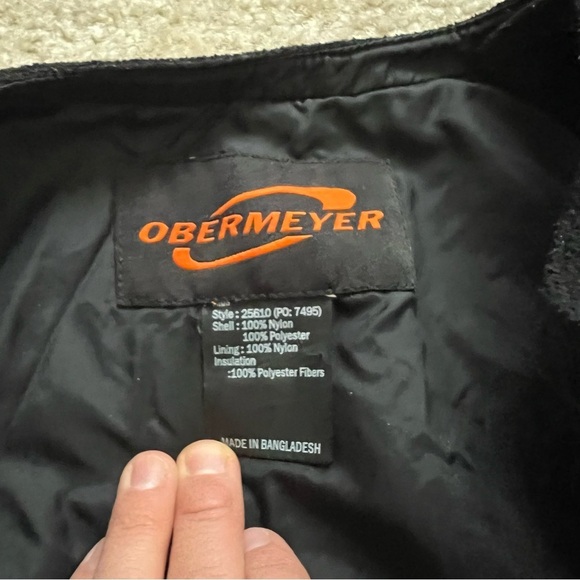 OBERMEYER
Style : 25610 (PO: 7495)
Shell : 100% Nylon
100% Polyester
Lining : 100% Nylon
Insulation
:100% Polyester Fibers
MADE IN BANGLADESH